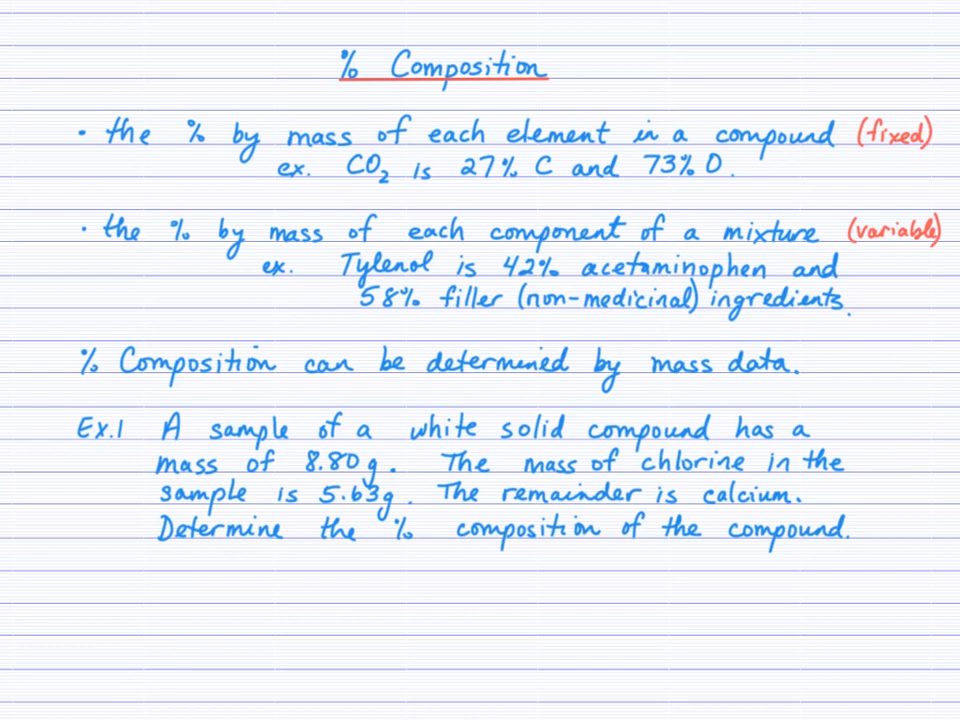 % Composition
• the % by mass of each element in a compound (fixed)
ex. CO₂ is 27% C and 73% O.
• the % by mass of each component of a mixture (variable)
ex. Tylenol is 42% acetaminophen and
58% filler (non-medicinal) ingredients.
% Composition can be determined by mass data.
Ex.1 A sample of a white solid compound has a
mass of 8.80g. The mass of chlorine in the
sample is 5.63g. The remainder is calcium.
Determine the % composition of the compound.